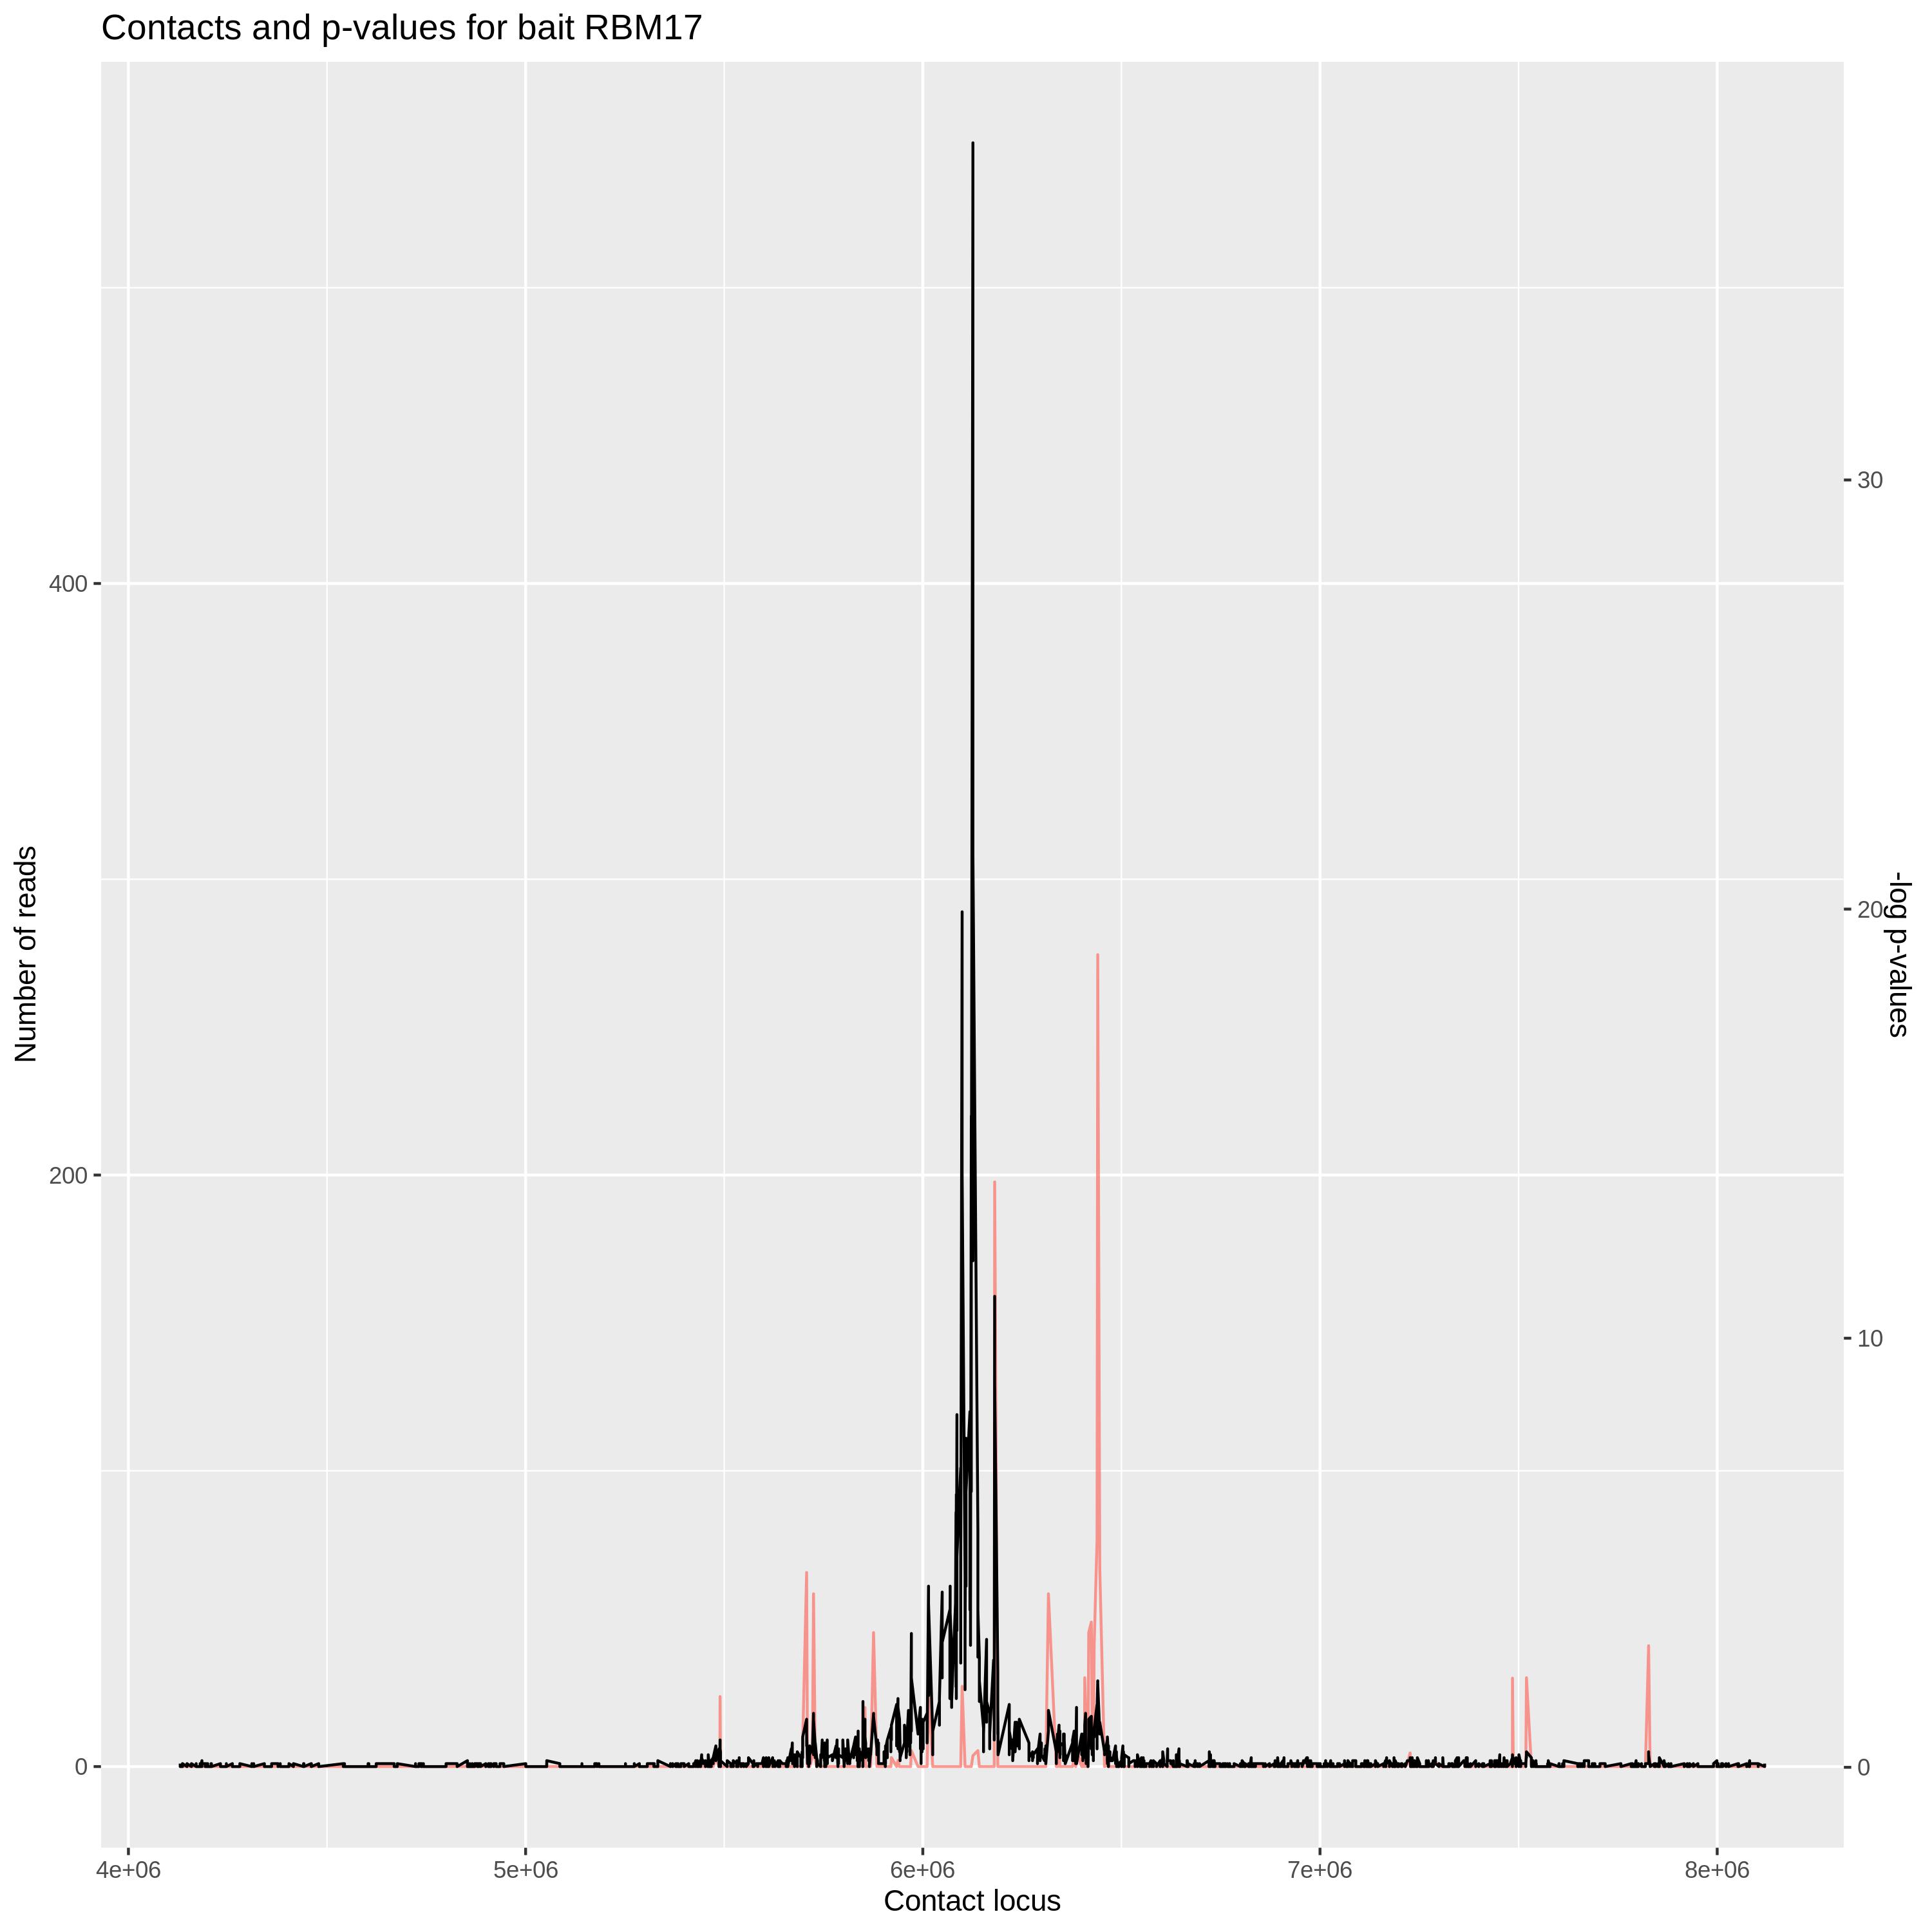 Contacts and p-values for bait RBM17
Number of reads
400
200
0
30
20
10
0
-log p-values
4e+06 5e+06 6e+06 7e+06 8e+06
Contact locus